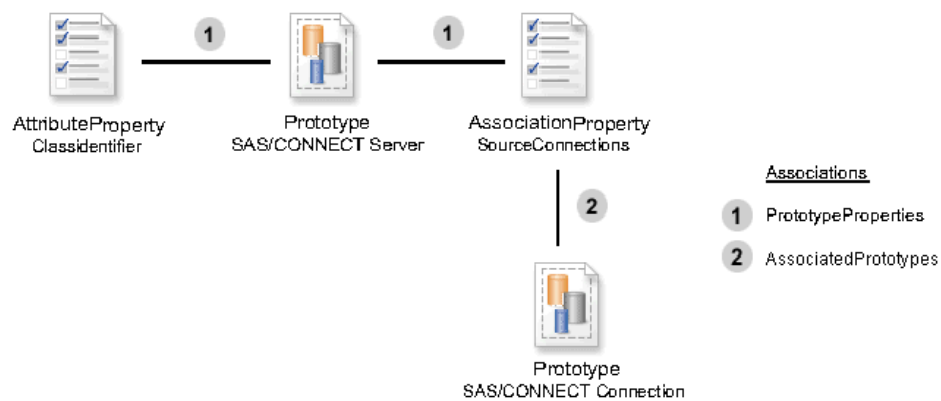 1
1
AttributeProperty
ClassIdentifier
Prototype
SAS/CONNECT Server
AssociationProperty
SourceConnections
2
Associations
1 PrototypeProperties
2 AssociatedPrototypes
Prototype
SAS/CONNECT Connection